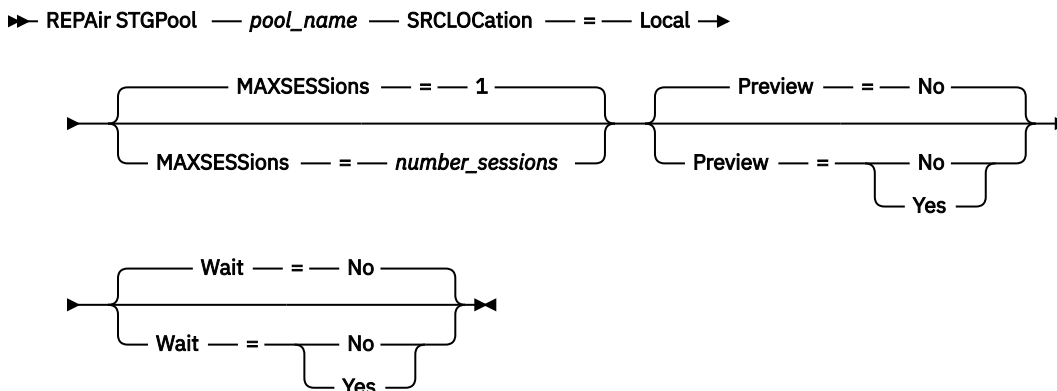 REPAir STGPool pool_name SRCLOCation = Local
MAXSESSions = 1
Preview = No
MAXSESSions = number_sessions
Preview = No
Yes
Wait = No
Wait = No
Yes